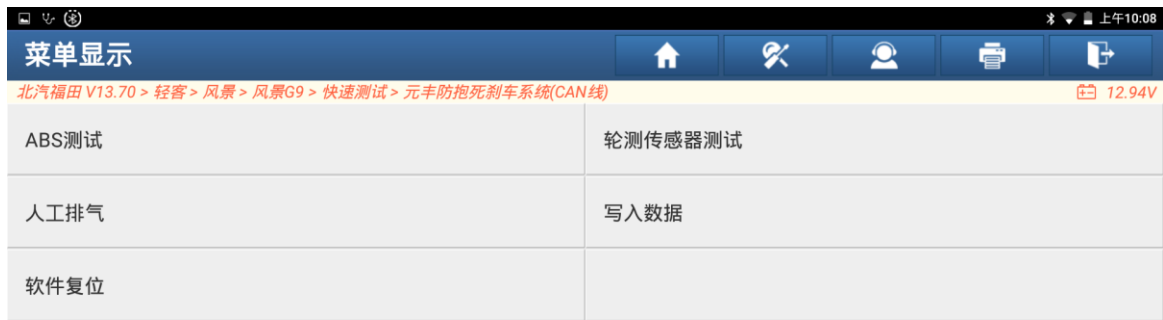 上午10:08
菜单显示
北汽福田 V13.70 > 轻客 > 风景 > 风景G9 > 快速测试 > 元丰防抱死刹车系统(CAN线) 12.94V
ABS测试 轮测传感器测试
人工排气 写入数据
软件复位